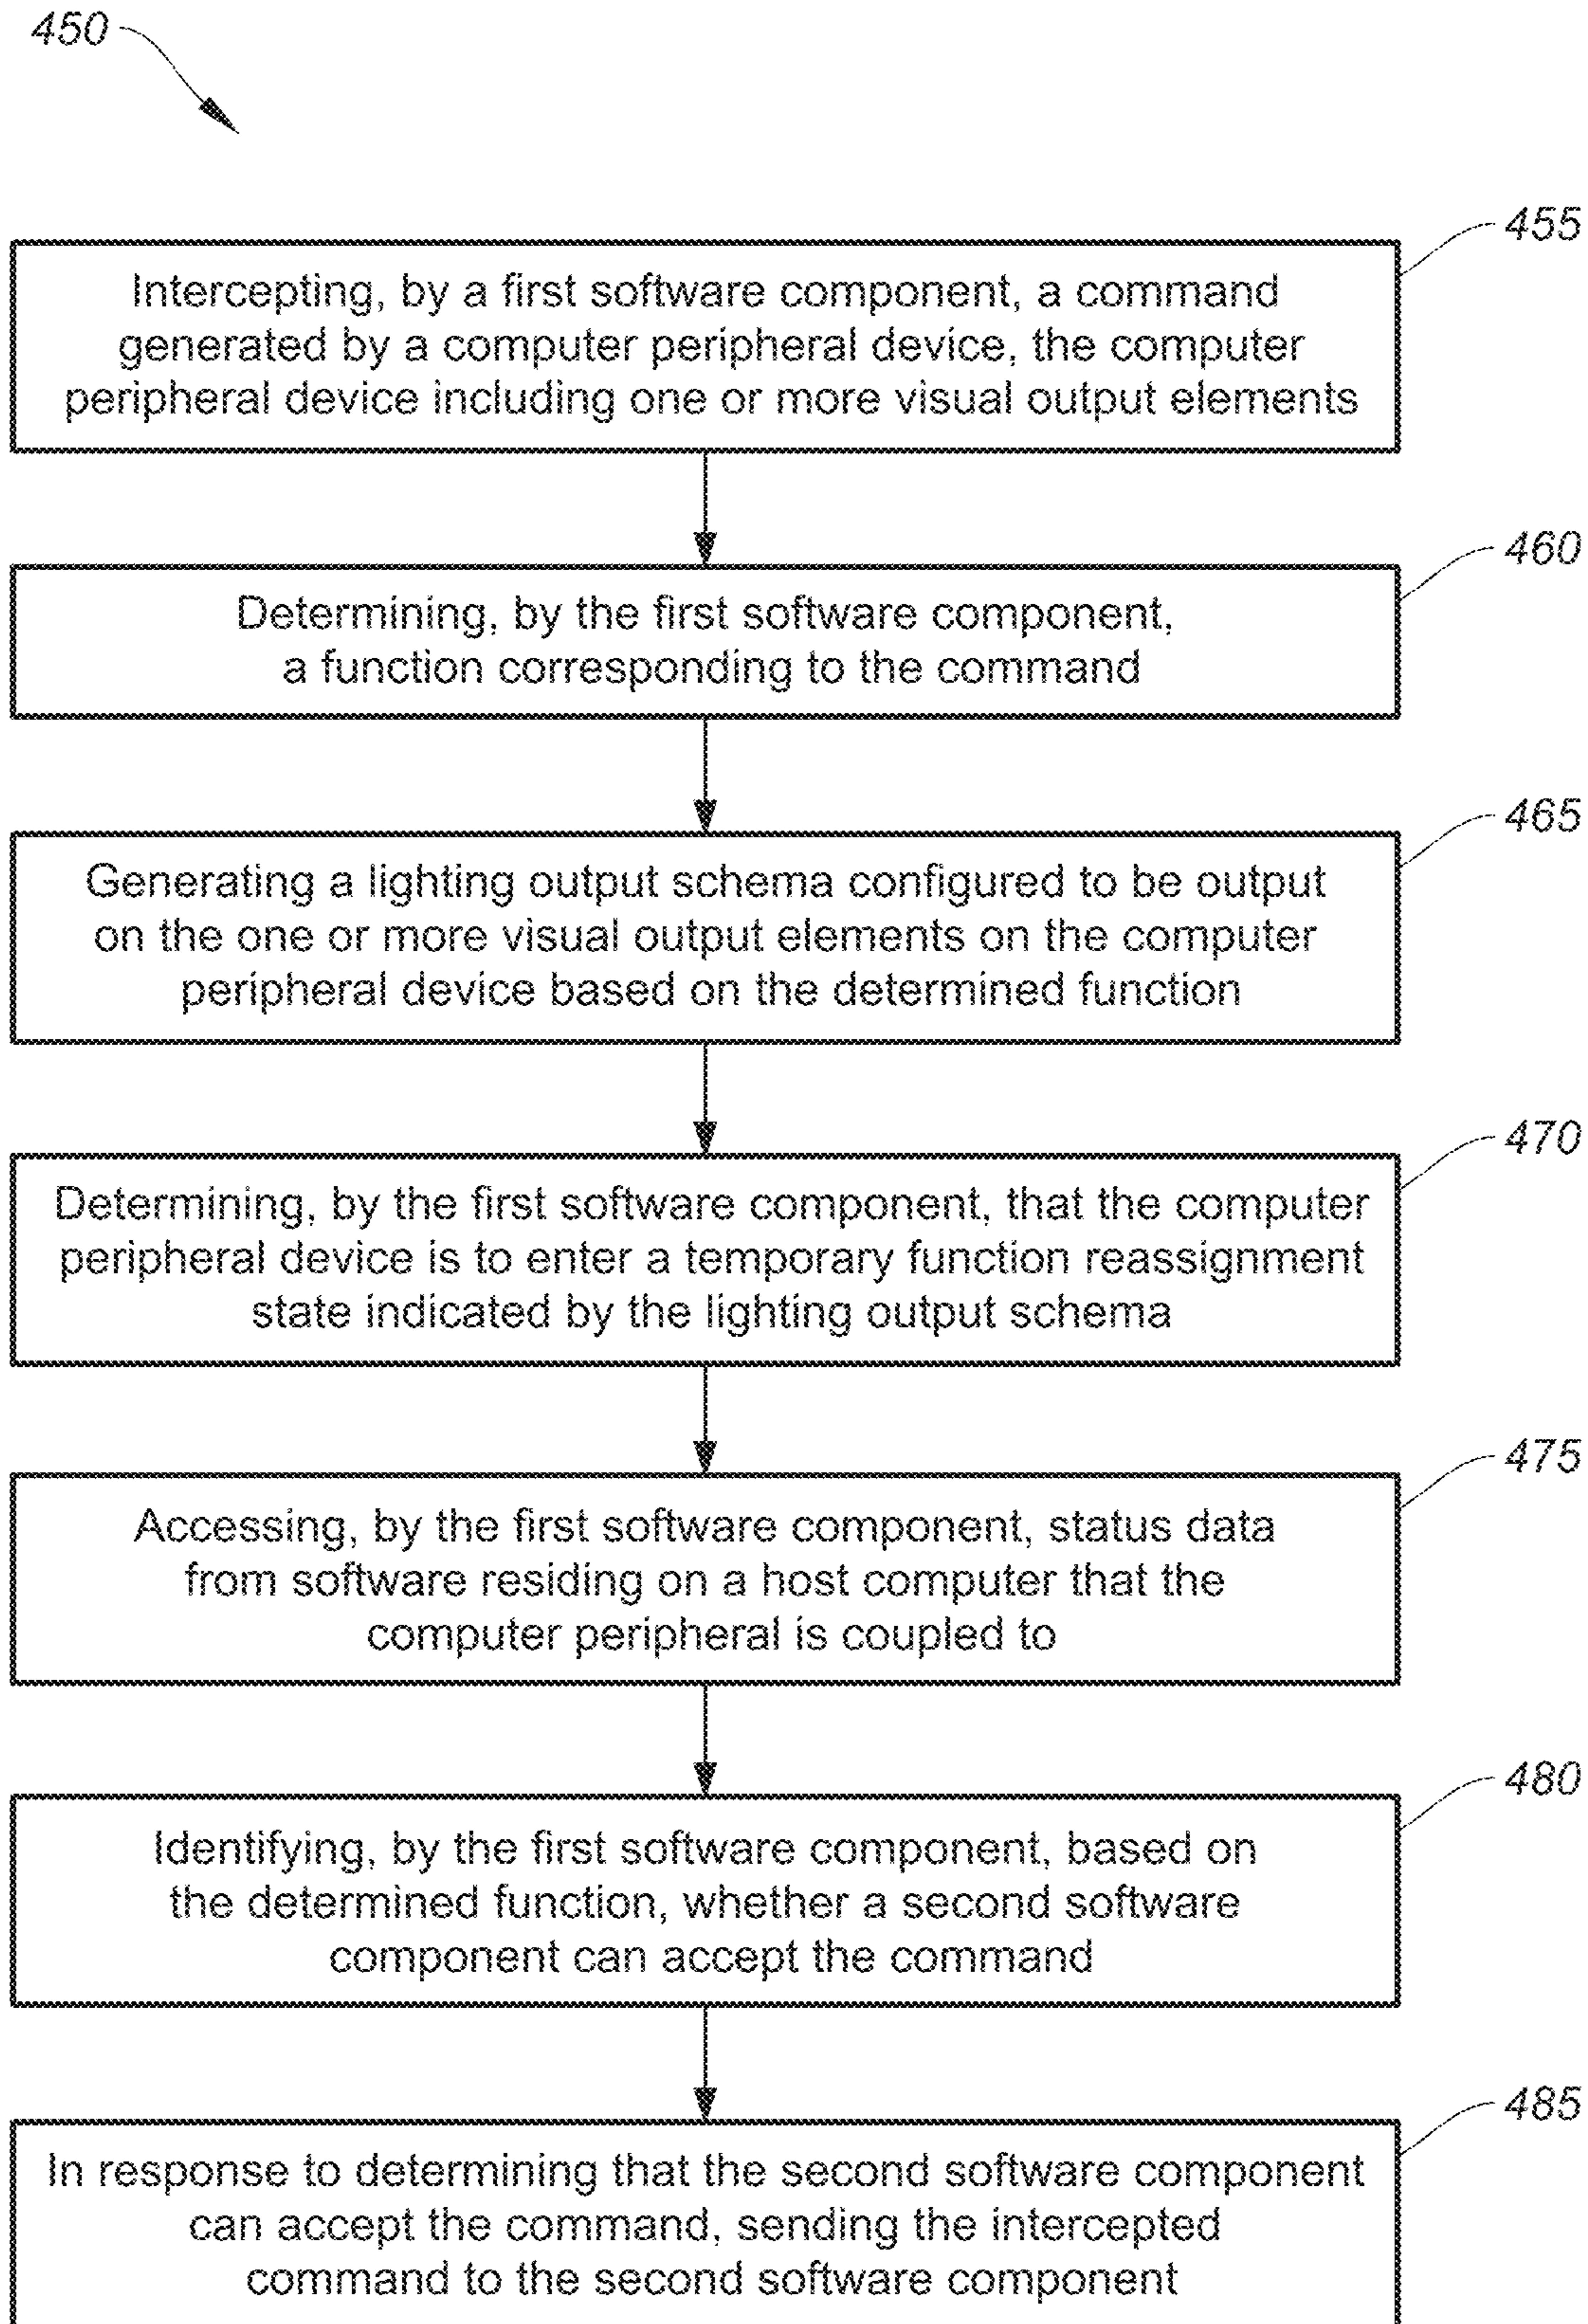 450
455
Intercepting, by a first software component, a command
generated by a computer peripheral device, the computer
peripheral device including one or more visual output elements
460
Determining, by the first software component,
a function corresponding to the command
465
Generating a lighting output schema configured to be output
on the one or more visual output elements on the computer
peripheral device based on the determined function
470
Determining, by the first software component, that the computer
peripheral device is to enter a temporary function reassignment
state indicated by the lighting output schema
475
Accessing, by the first software component, status data
from software residing on a host computer that the
computer peripheral is coupled to
480
Identifying, by the first software component, based on
the determined function, whether a second software
component can accept the command
485
In response to determining that the second software component
can accept the command, sending the intercepted
command to the second software component